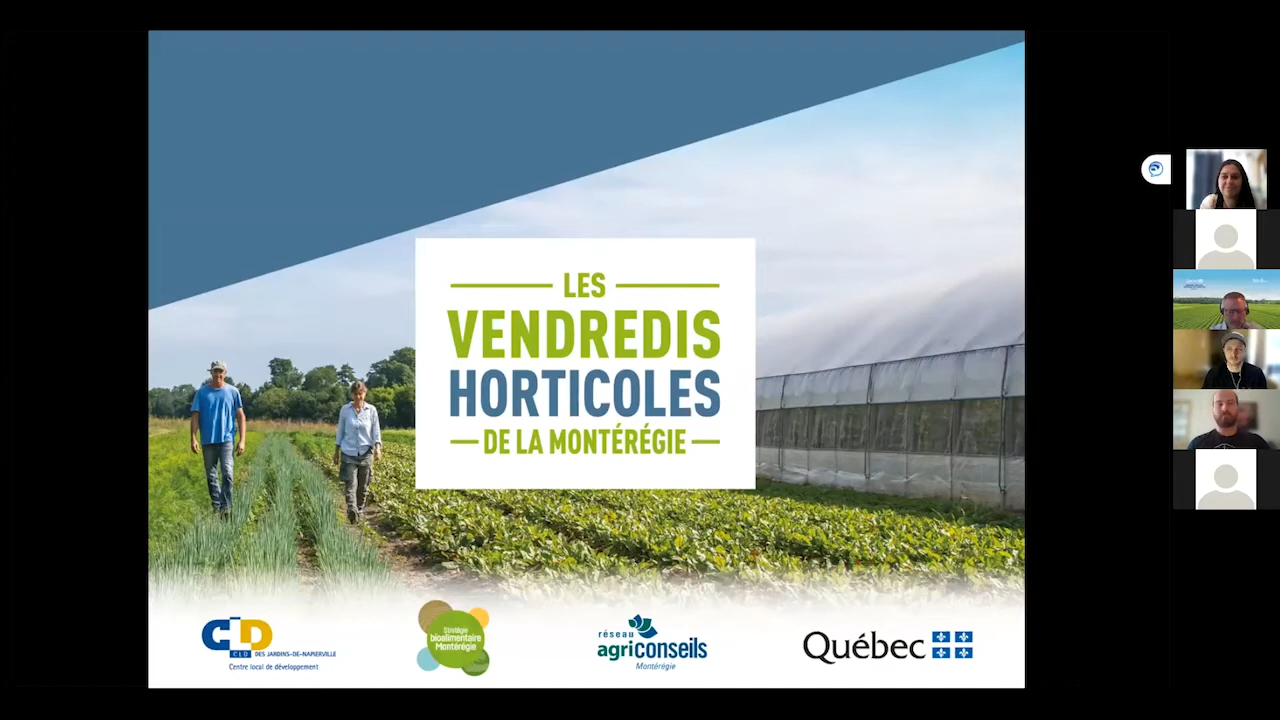 LES
VENDREDIS
HORTICOLES
DE LA MONTÉRÉGIE
CLD
CLD DES JARDINS-DE-NAPIERVILLE
Centre local de développement
Stratégie
bioalimentaire
Montérégie
réseau
agriconseils
Montérégie
Québec